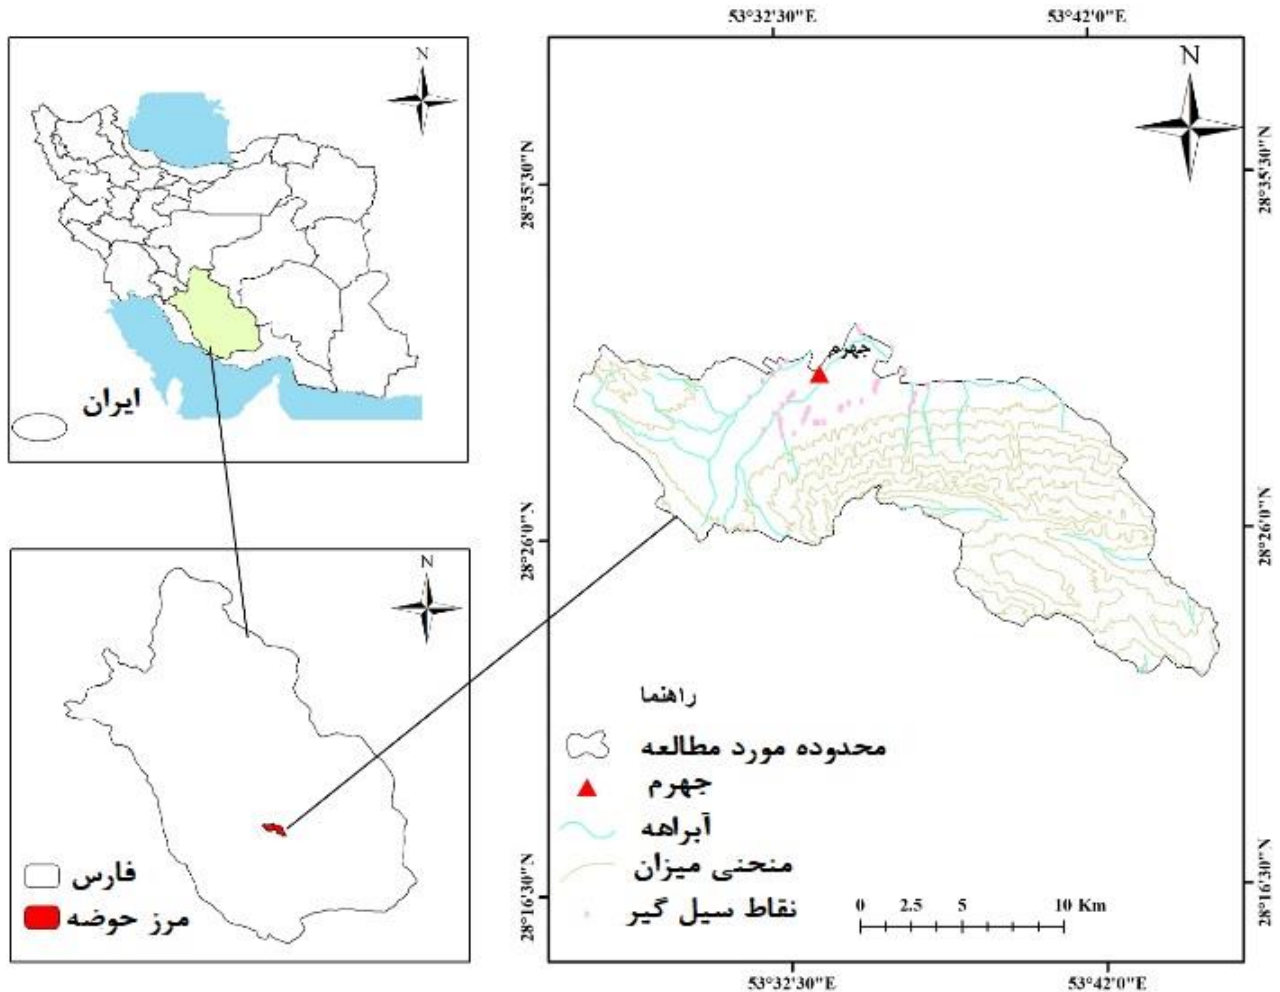 N
ایران
N
فارس
مرز حوضه
53°32'30"E
53°42'0"E
N
28°35'30"N
28°35'30"N
جهرم
28°26'0"N
28°26'0"N
راهنما
محدوده مورد مطالعه
جهرم
آبراهه
منحنی میزان
نقاط سیل گیر
0 2.5 5 10 Km
28°16'30"N
28°16'30"N
53°32'30"E
53°42'0"E